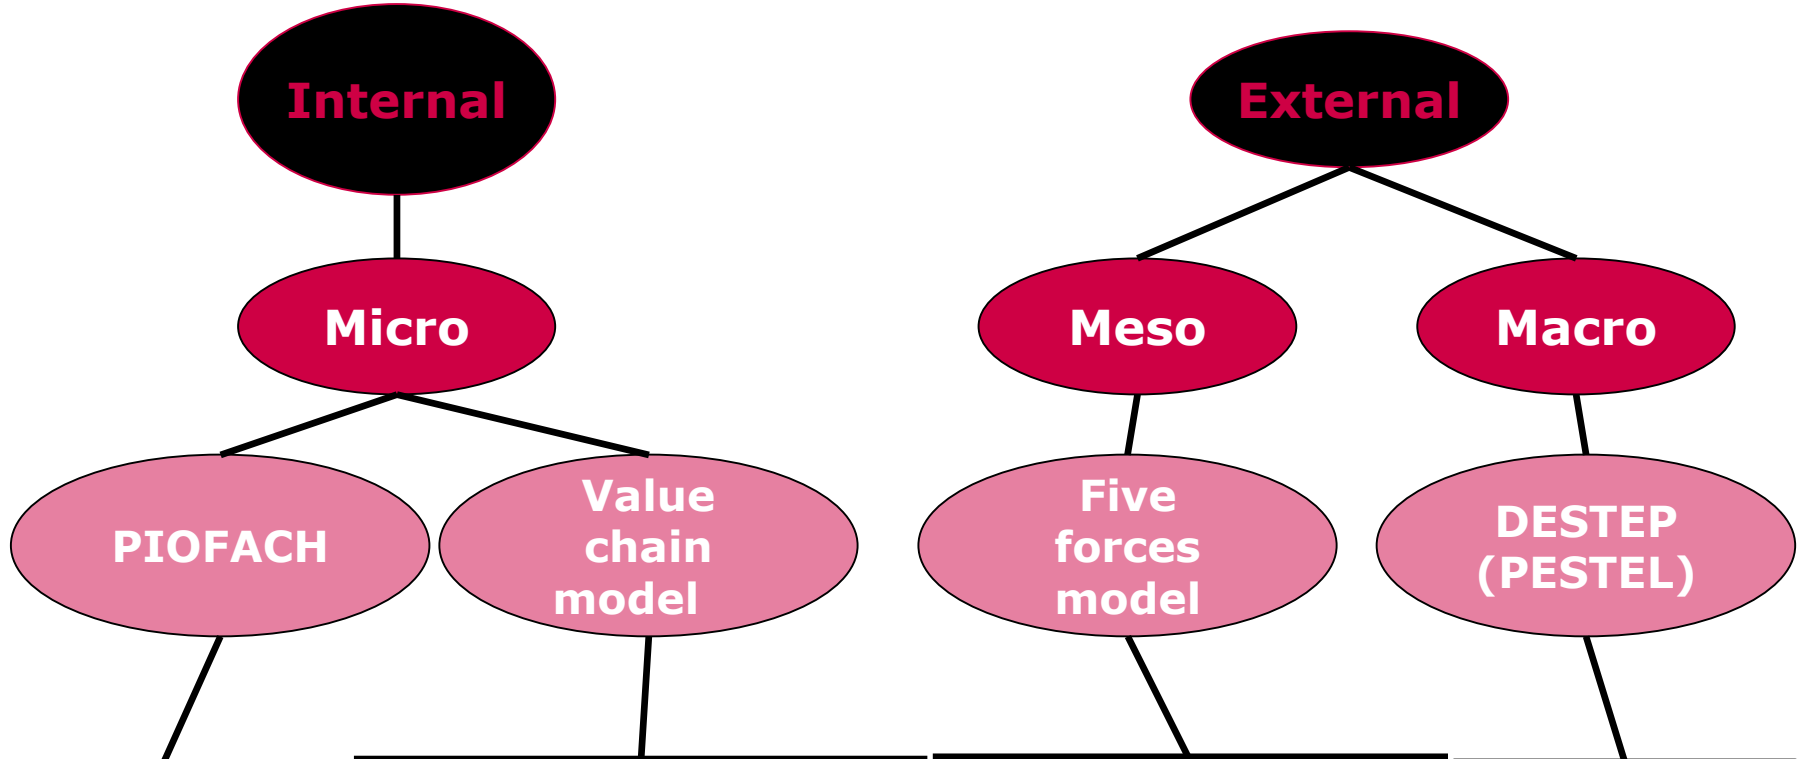 Internal
External
Micro
Meso
Macro
PIOFACH
Value
chain
model
Five
forces
model
DESTEP
(PESTEL)